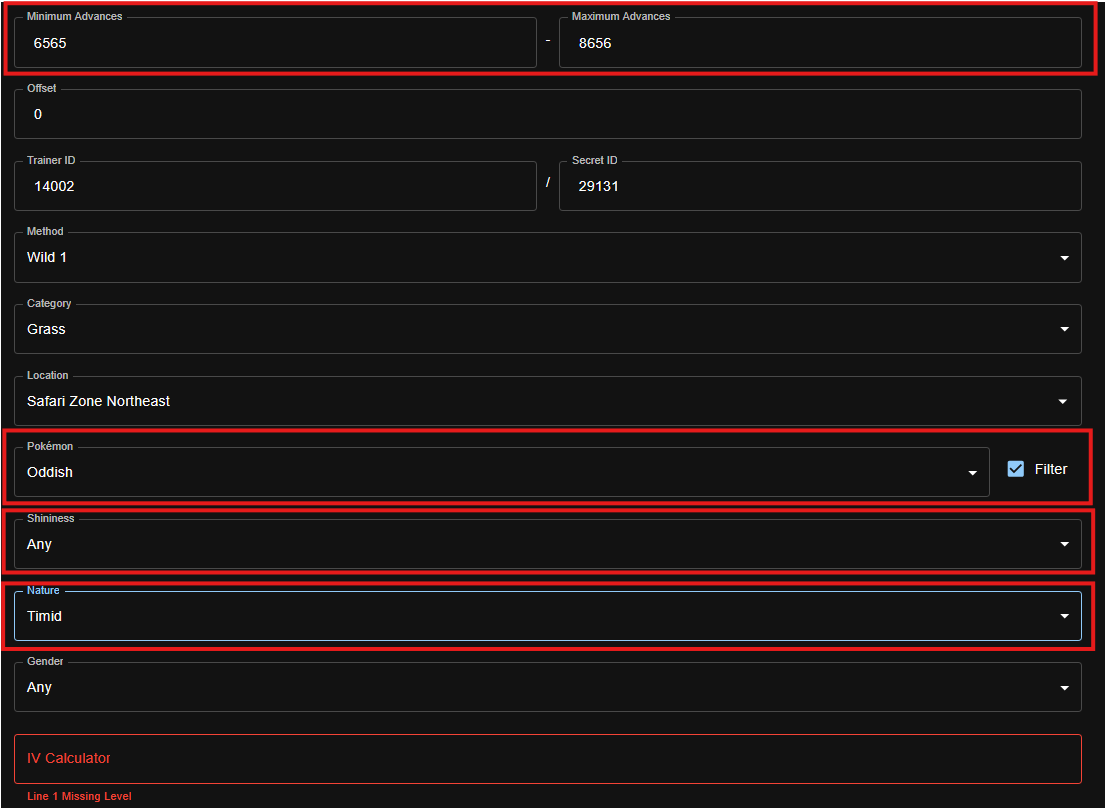 Minimum Advances Maximum Advances
6565 - 8656
Offset
0
Trainer ID Secret ID
14002 / 29131
Method
Wild 1
Category
Grass
Location
Safari Zone Northeast
Pokémon
Oddish Filter
Shininess
Any
Nature
Timid
Gender
Any
IV Calculator
Line 1 Missing Level